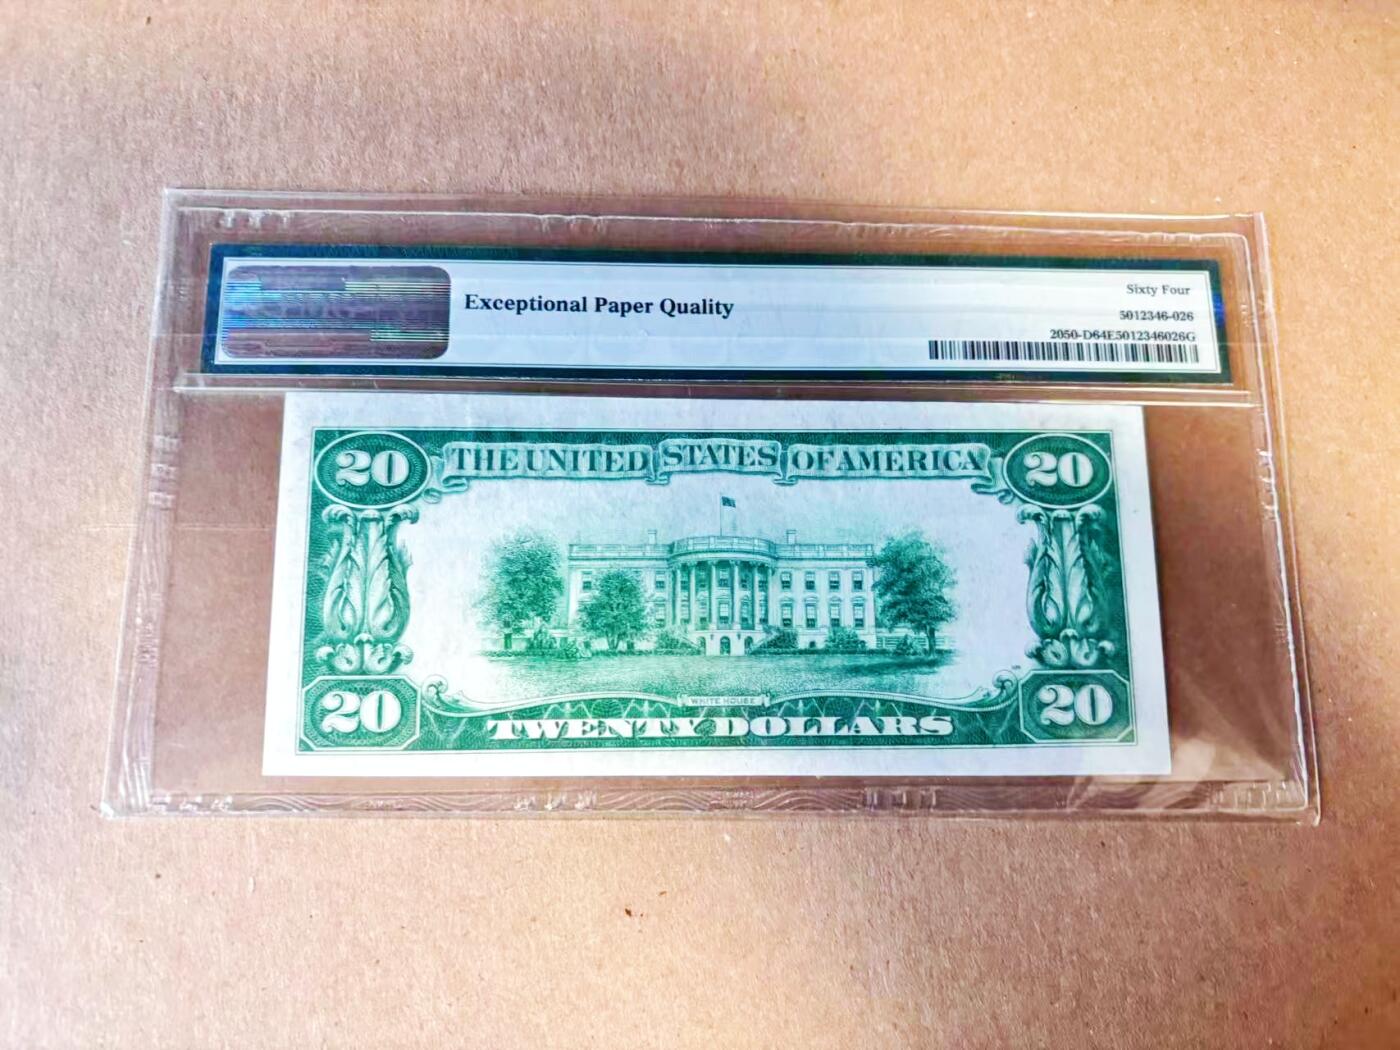 Exceptional Paper Quality
Sixty Four
5012346-026
2050-D64E5012346026G
20
THE UNITED STATES OF AMERICA
20
20
WHITE HOUSE
TWENTY DOLLARS
20